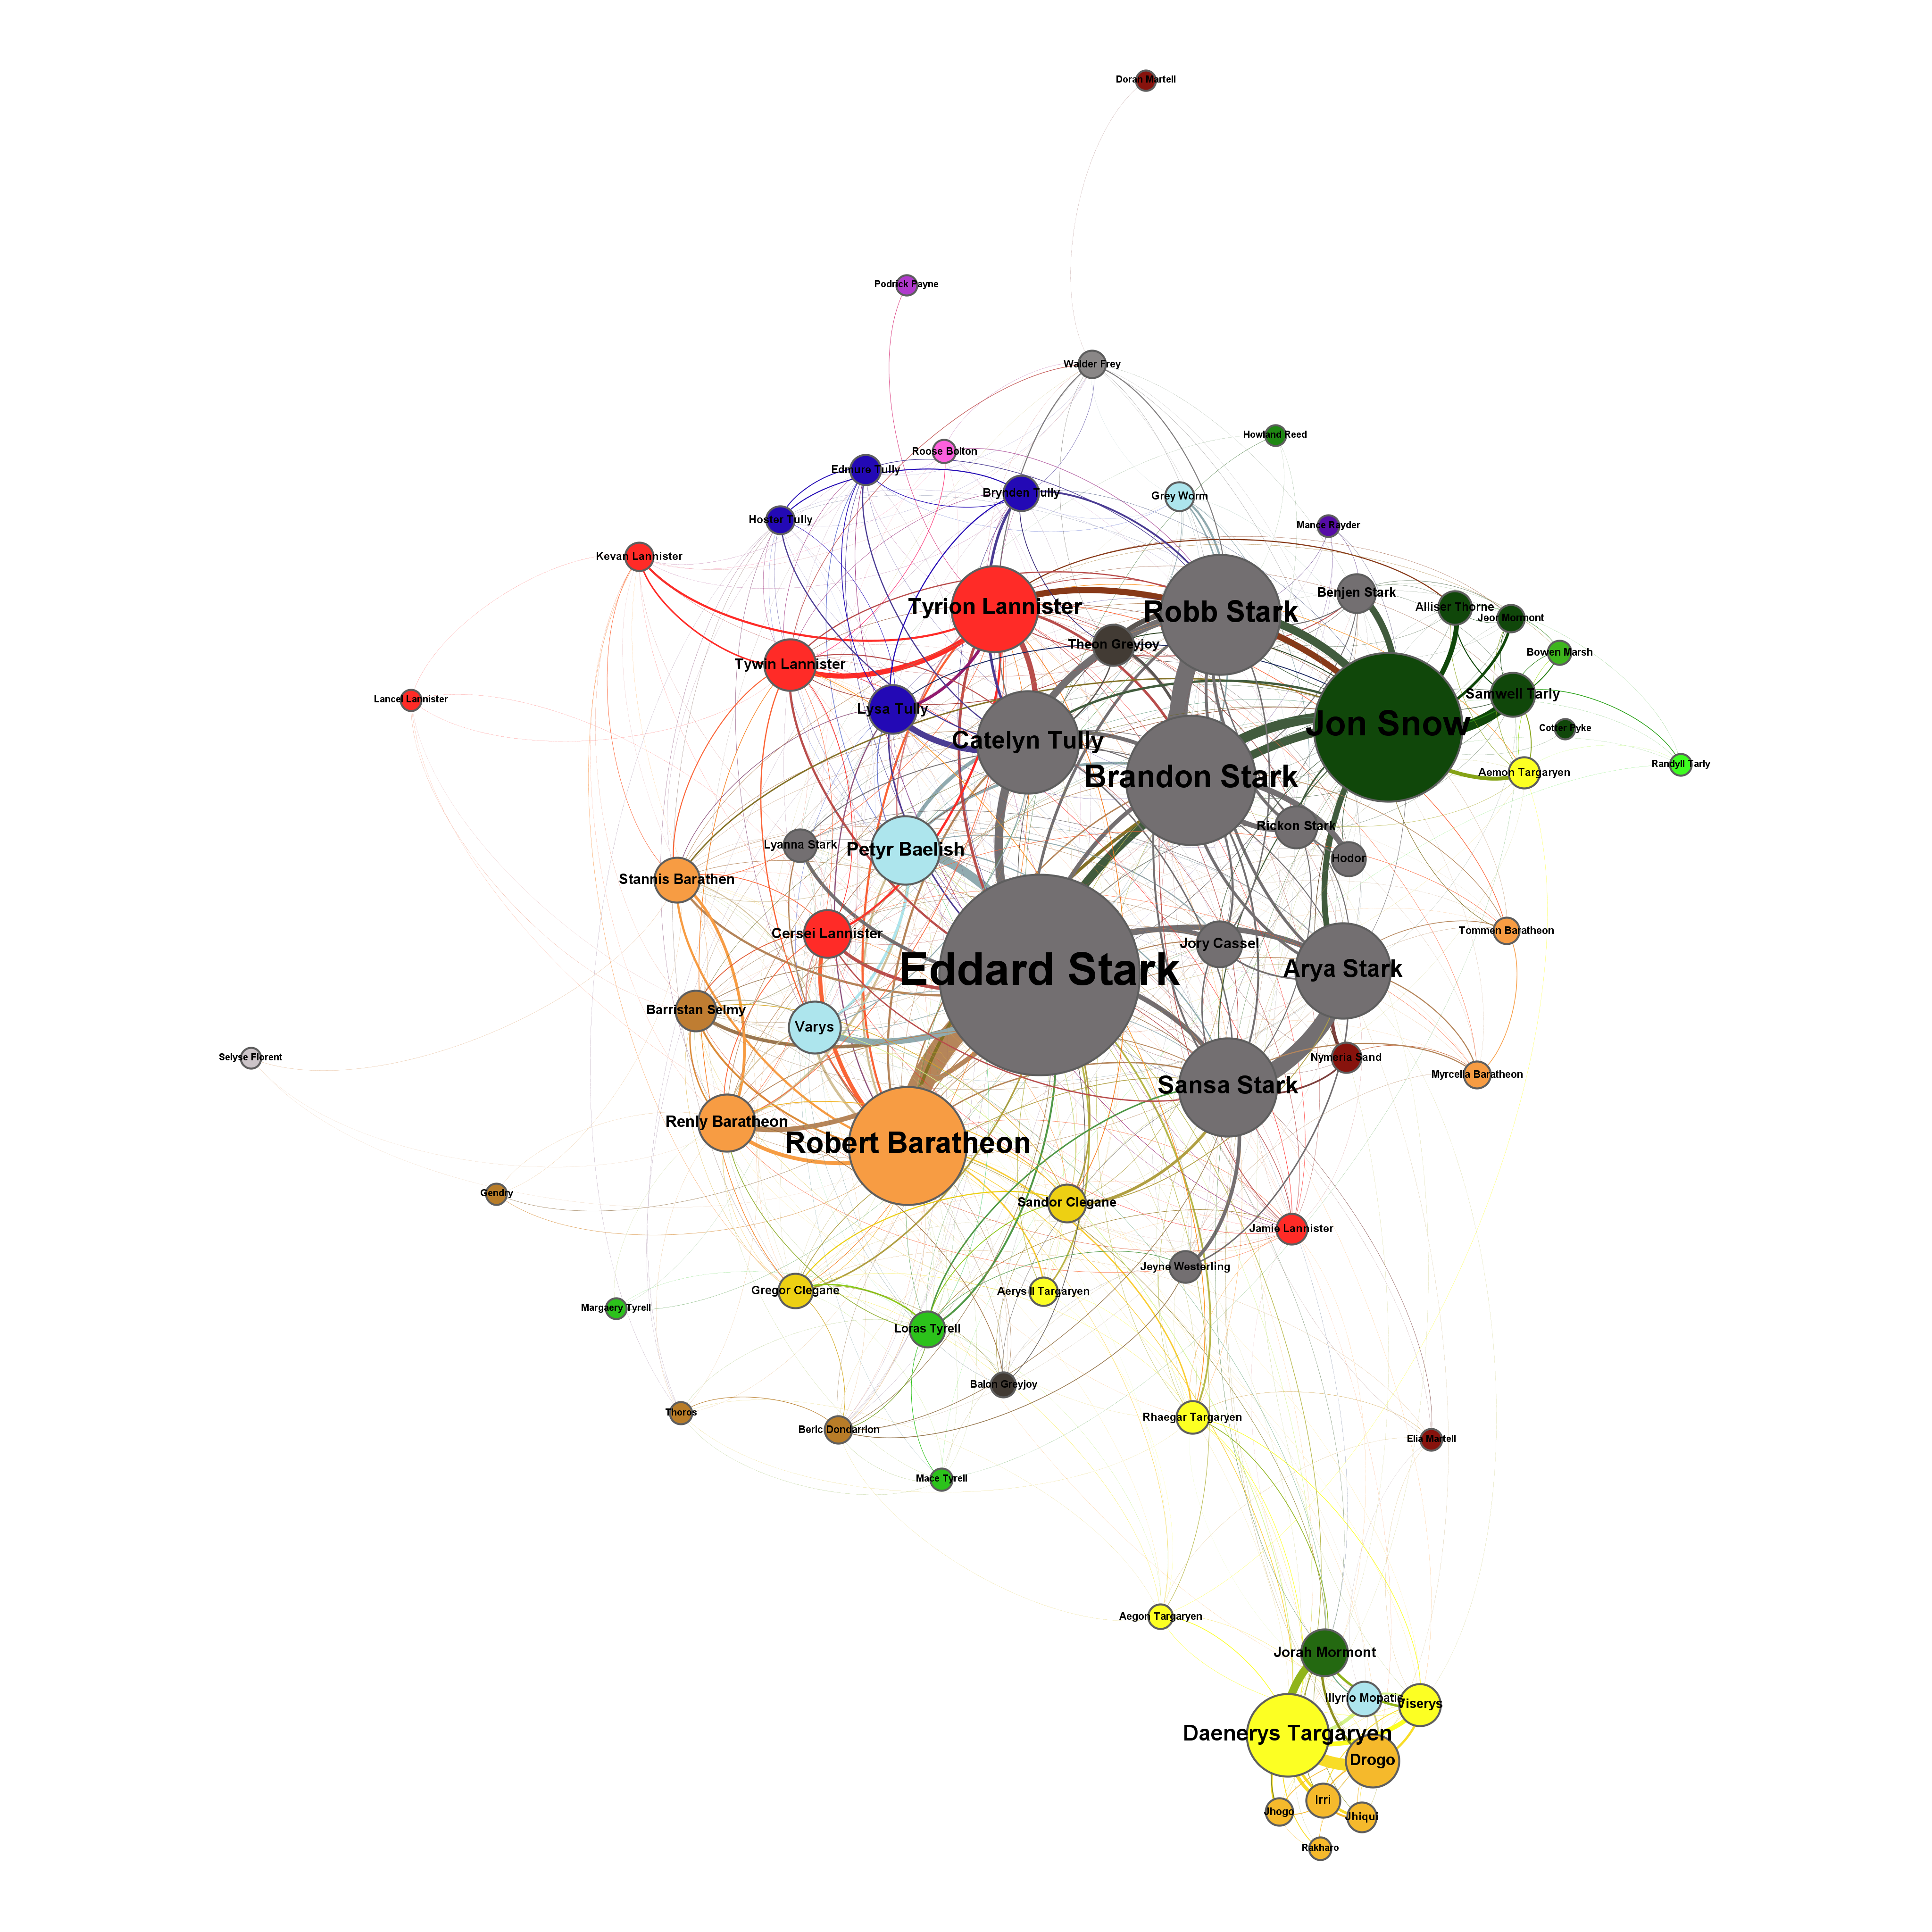 Doran Martell
Podrick Payne
Walder Frey
Howland Reed
Roose Bolton
Edmure Tully
Brynden Tully
Grey Worm
Hoster Tully
Mance Rayder
Kevan Lannister
Benjen Stark
Tyrion Lannister
Robb Stark
Alliser Thorne
Jeor Mormont
Theon Greyjoy
Bowen Marsh
Tywin Lannister
Samwell Tarly
Lancel Lannister
Lysa Tully
Jon Snow
Cotter Pyke
Catelyn Tully
Randyll Tarly
Aemon Targaryen
Brandon Stark
Rickon Stark
Lyanna Stark
Petyr Baelish
Hodor
Stannis Barathen
Cersei Lannister
Tommen Baratheon
Jory Cassel
Eddard Stark
Arya Stark
Barristan Selmy
Varys
Selyse Florent
Nymeria Sand
Myrcella Baratheon
Sansa Stark
Renly Baratheon
Robert Baratheon
Gendry
Sandor Clegane
Jamie Lannister
Jeyne Westerling
Gregor Clegane
Aerys II Targaryen
Margaery Tyrell
Loras Tyrell
Balon Greyjoy
Thoros
Rhaegar Targaryen
Beric Dondarrion
Elia Martell
Mace Tyrell
Aegon Targaryen
Jorah Mormont
Illyrio Mopatis
Viserys
Daenerys Targaryen
Drogo
Irri
Jhogo
Jhiqui
Rakharo